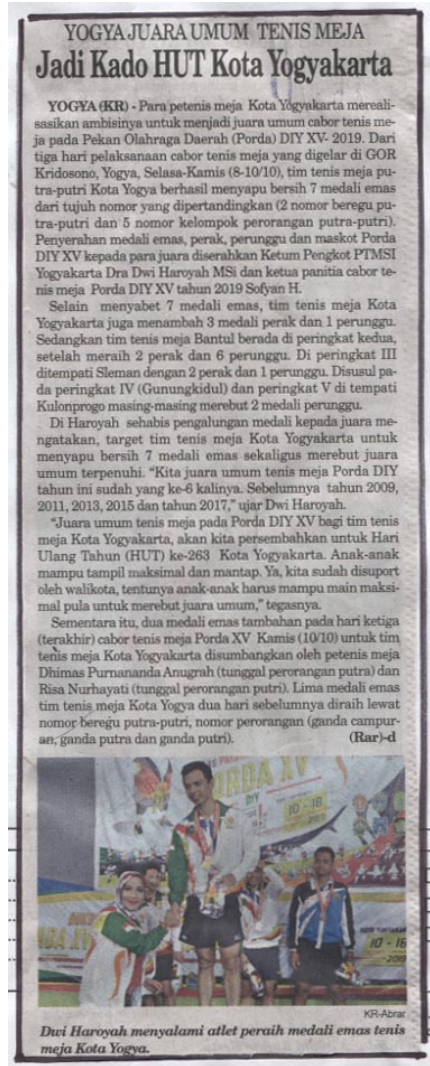 YOGYA JUARA UMUM TENIS MEJA
Jadi Kado HUT Kota Yogyakarta
YOGYA (KR) - Para petenis meja Kota Yogyakarta mereali-
sasikan ambisinya untuk menjadi juara umum cabor tenis me-
ja pada Pekan Olahraga Daerah (Porda) DIY XV- 2019. Dari
tiga hari pelaksanaan cabor tenis meja yang digelar di GOR
Kridosono, Yogya, Selasa-Kamis (8-10/10), tim tenis meja pu-
tra-putri Kota Yogya berhasil menyapu bersih 7 medali emas
dari tujuh nomor yang dipertandingkan (2 nomor beregu pu-
tra-putri dan 5 nomor kelompok perorangan putra-putri).
Penyerahan medali emas, perak, perunggu dan maskot Porda
DIY XV kepada para juara diserahkan Ketum Pengkot PTMSI
Yogyakarta Dra Dwi Haroyah MSi dan ketua panitia cabor te-
nis meja Porda DIY XV tahun 2019 Sofyan H.
Selain menyabet 7 medali emas, tim tenis meja Kota
Yogyakarta juga menambah 3 medali perak dan 1 perunggu.
Sedangkan tim tenis meja Bantul berada di peringkat kedua,
setelah meraih 2 perak dan 6 perunggu. Di peringkat III
ditempati Sleman dengan 2 perak dan 1 perunggu. Disusul pa-
da peringkat IV (Gunungkidul) dan peringkat V di tempati
Kulonprogo masing-masing merebut 2 medali perunggu.
Di Haroyah sehabis pengalungan medali kepada juara me-
ngatakan, target tim tenis meja Kota Yogyakarta untuk
menyapu bersih 7 medali emas sekaligus merebut juara
umum terpenuhi. "Kita juara umum tenis meja Porda DIY
tahun ini sudah yang ke-6 kalinya. Sebelumnya tahun 2009,
2011, 2013, 2015 dan tahun 2017," ujar Dwi Haroyah.
"Juara umum tenis meja pada Porda DIY XV bagi tim tenis
meja Kota Yogyakarta, akan kita persembahkan untuk Hari
Ulang Tahun (HUT) ke-263 Kota Yogyakarta. Anak-anak
mampu tampil maksimal dan mantap. Ya, kita sudah disuport
oleh walikota, tentunya anak-anak harus mampu main maksi-
mal pula untuk merebut juara umum," tegasnya.
Sementara itu, dua medali emas tambahan pada hari ketiga
(terakhir) cabor tenis meja Porda XV Kamis (10/10) untuk tim
tenis meja Kota Yogyakarta disumbangkan oleh petenis meja
Dhimas Purnananda Anugrah (tunggal perorangan putra) dan
Risa Nurhayati (tunggal perorangan putri). Lima medali emas
tim tenis meja Kota Yogya dua hari sebelumnya diraih lewat
nomor beregu putra-putri, nomor perorangan (ganda campur-
an, ganda putra dan ganda putri). (Rar)-d
PORDA XV
DIY
10 - 18
2019
DA XV
10 - 18
2019
KR-Abrar
Dwi Haroyah menyalami atlet peraih medali emas tenis
meja Kota Yogya.